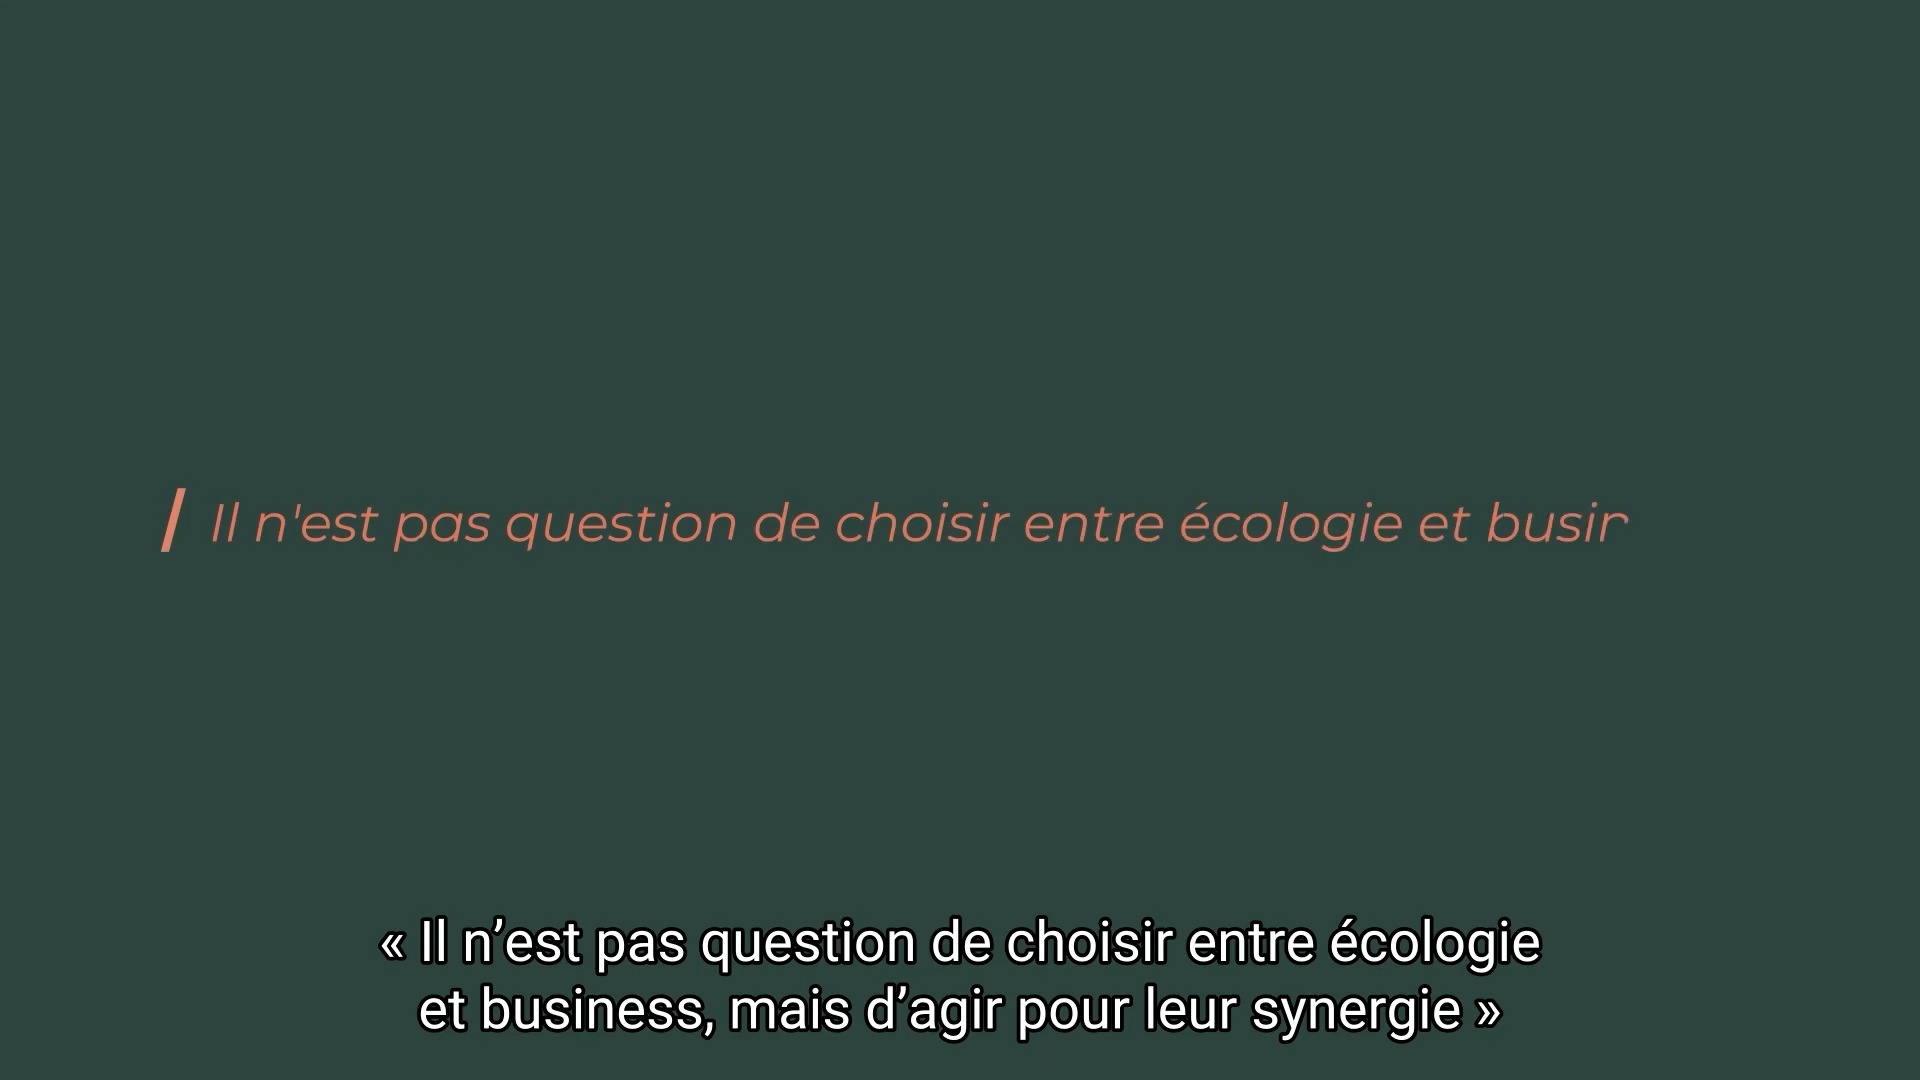 Il n'est pas question de choisir entre écologie et busin
« Il n’est pas question de choisir entre écologie
et business, mais d’agir pour leur synergie »